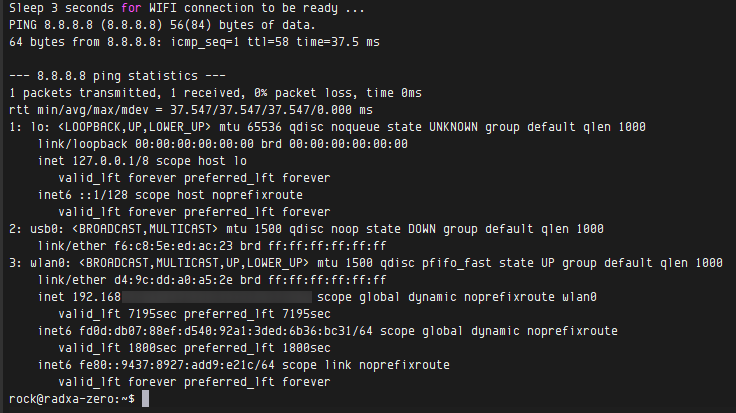 Sleep 3 seconds for WIFI connection to be ready ...
PING 8.8.8.8 (8.8.8.8) 56(84) bytes of data.
64 bytes from 8.8.8.8: icmp_seq=1 ttl=58 time=37.5 ms
--- 8.8.8.8 ping statistics ---
1 packets transmitted, 1 received, 0% packet loss, time 0ms
rtt min/avg/max/mdev = 37.547/37.547/37.547/0.000 ms
1: lo: <LOOPBACK,UP,LOWER_UP> mtu 65536 qdisc noqueue state UNKNOWN group default qlen 1000
link/loopback 00:00:00:00:00:00 brd 00:00:00:00:00:00
inet 127.0.0.1/8 scope host lo
valid_lft forever preferred_lft forever
inet6 ::1/128 scope host noprefixroute
valid_lft forever preferred_lft forever
2: usb0: <BROADCAST,MULTICAST> mtu 1500 qdisc noop state DOWN group default qlen 1000
link/ether f6:c8:5e:ed:ac:23 brd ff:ff:ff:ff:ff:ff
3: wlan0: <BROADCAST,MULTICAST,UP,LOWER_UP> mtu 1500 qdisc pfifo_fast state UP group default qlen 1000
link/ether d4:9c:dd:a0:a5:2e brd ff:ff:ff:ff:ff:ff
inet 192.168 scope global dynamic noprefixroute wlan0
valid_lft 7195sec preferred_lft 7195sec
inet6 fd0d:db07:88ef:d540:92a1:3ded:6b36:bc31/64 scope global dynamic noprefixroute
valid_lft 1800sec preferred_lft 1800sec
inet6 fe80::9437:8927:add9:e21c/64 scope link noprefixroute
valid_lft forever preferred_lft forever
rock@radxa-zero:~$